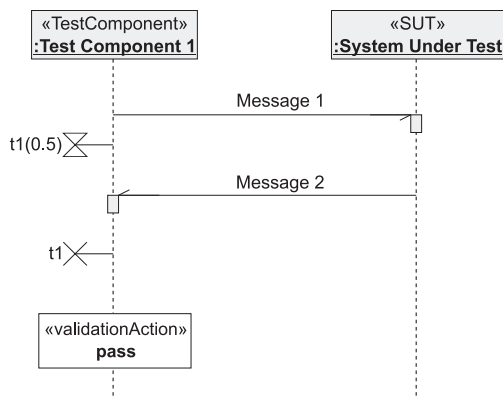 «TestComponent»
:Test Component 1
«SUT»
:System Under Test
Message 1
t1(0.5)
Message 2
t1
«validationAction»
pass